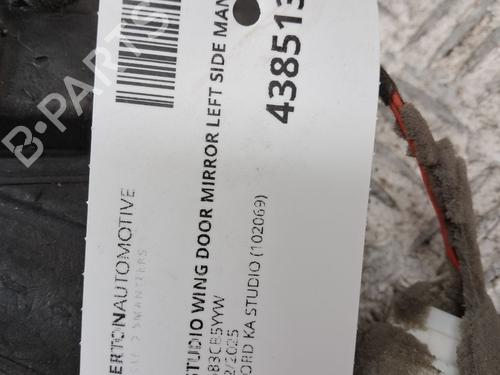 ERTONAUTOMOTIVE
STUDIO WING DOOR MIRROR LEFT SIDE MAN
438513
2/2025
ORD KA STUDIO (102069)
B-PARTS